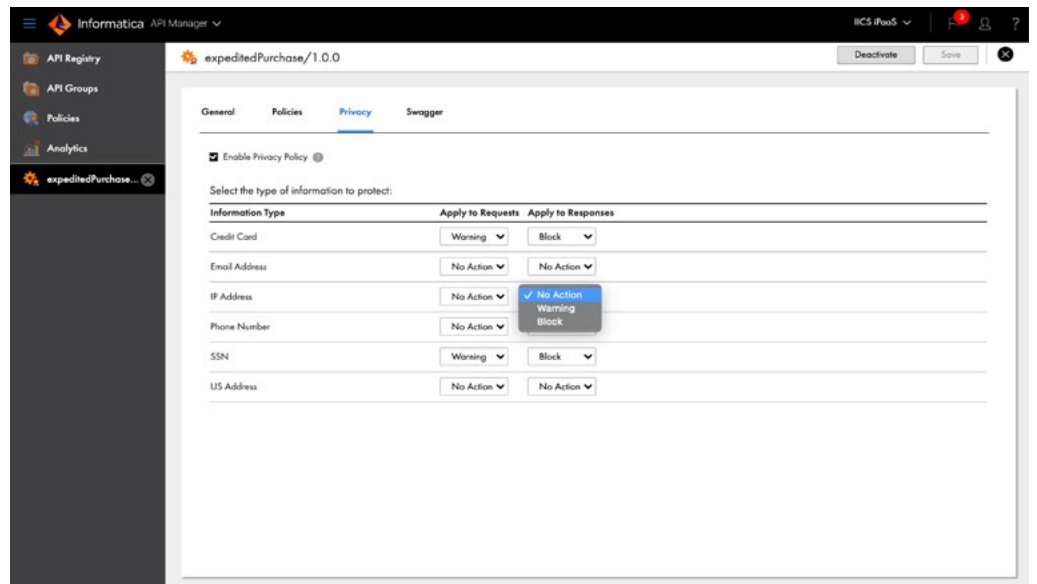 Informatica API Manager
IICS iPaaS
3
?
API Registry
API Groups
Policies
Analytics
expeditedPurchase...
expeditedPurchase/1.0.0
Deactivate
Save
General Policies Privacy Swagger
Enable Privacy Policy
Select the type of information to protect:
Information Type Apply to Requests Apply to Responses
Credit Card Warning Block
Email Address No Action No Action
IP Address No Action No Action
Warning
Block
Phone Number No Action
SSN Warning Block
US Address No Action No Action